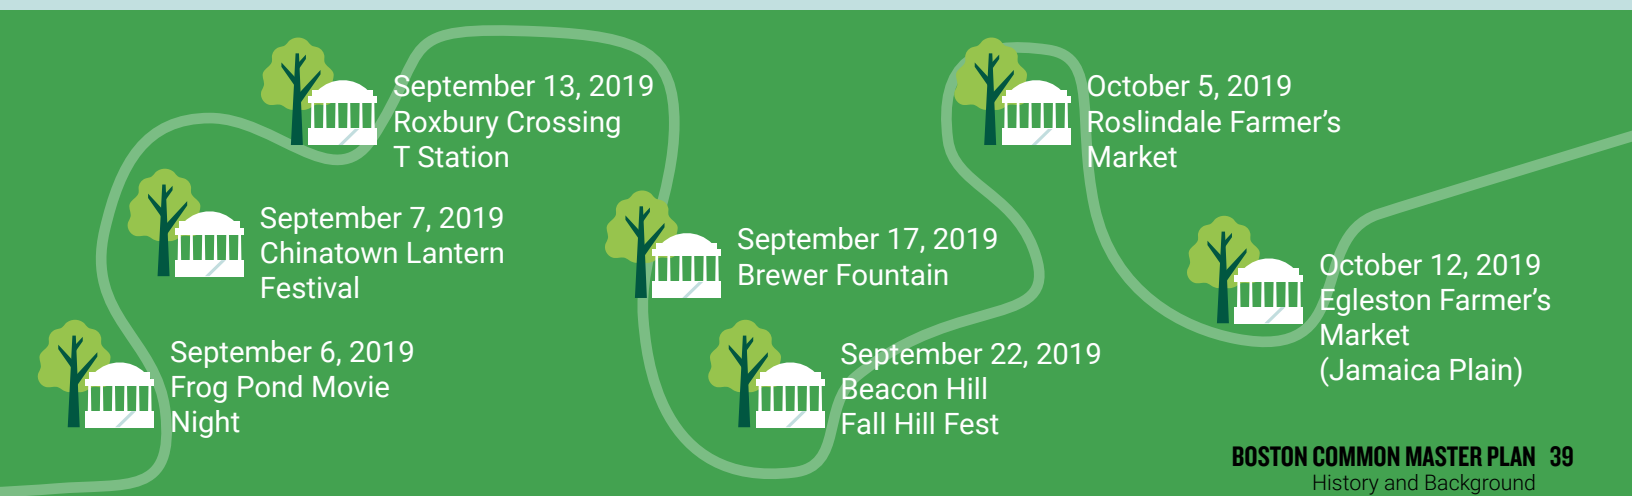 September 6, 2019
Frog Pond Movie
Night
September 7, 2019
Chinatown Lantern
Festival
September 13, 2019
Roxbury Crossing
T Station
September 17, 2019
Brewer Fountain
September 22, 2019
Beacon Hill
Fall Hill Fest
October 5, 2019
Roslindale Farmer’s
Market
October 12, 2019
Egleston Farmer’s
Market
(Jamaica Plain)
BOSTON COMMON MASTER PLAN 39
History and Background